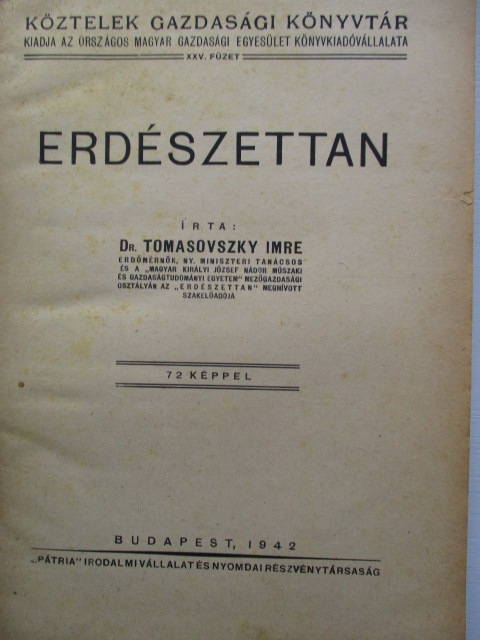 KÖZTELEK GAZDASÁGI KÖNYVTÁR
KIADJA AZ ORSZÁGOS MAGYAR GAZDASÁGI EGYESÜLET KÖNYVKIADÓVÁLLALATA
XXV. FÜZET
ERDÉSZETTAN
ÍRTA:
DR. TOMASOVSZKY IMRE
ERDŐMÉRNÖK, NY. MINISZTERI TANÁCSOS
ÉS A „MAGYAR KIRÁLYI JÓZSEF NÁDOR MŰSZAKI
ÉS GAZDASÁGTUDOMÁNYI EGYETEM" MEZŐGAZDASÁGI
OSZTÁLYÁN AZ „ERDÉSZETTAN" MEGHÍVOTT
SZAKELŐADÓJA
72 KÉPPEL
BUDAPEST, 1942
„PÁTRIA" IRODALMI VÁLLALAT ÉS NYOMDAI RÉSZVÉNYTÁRSASÁG